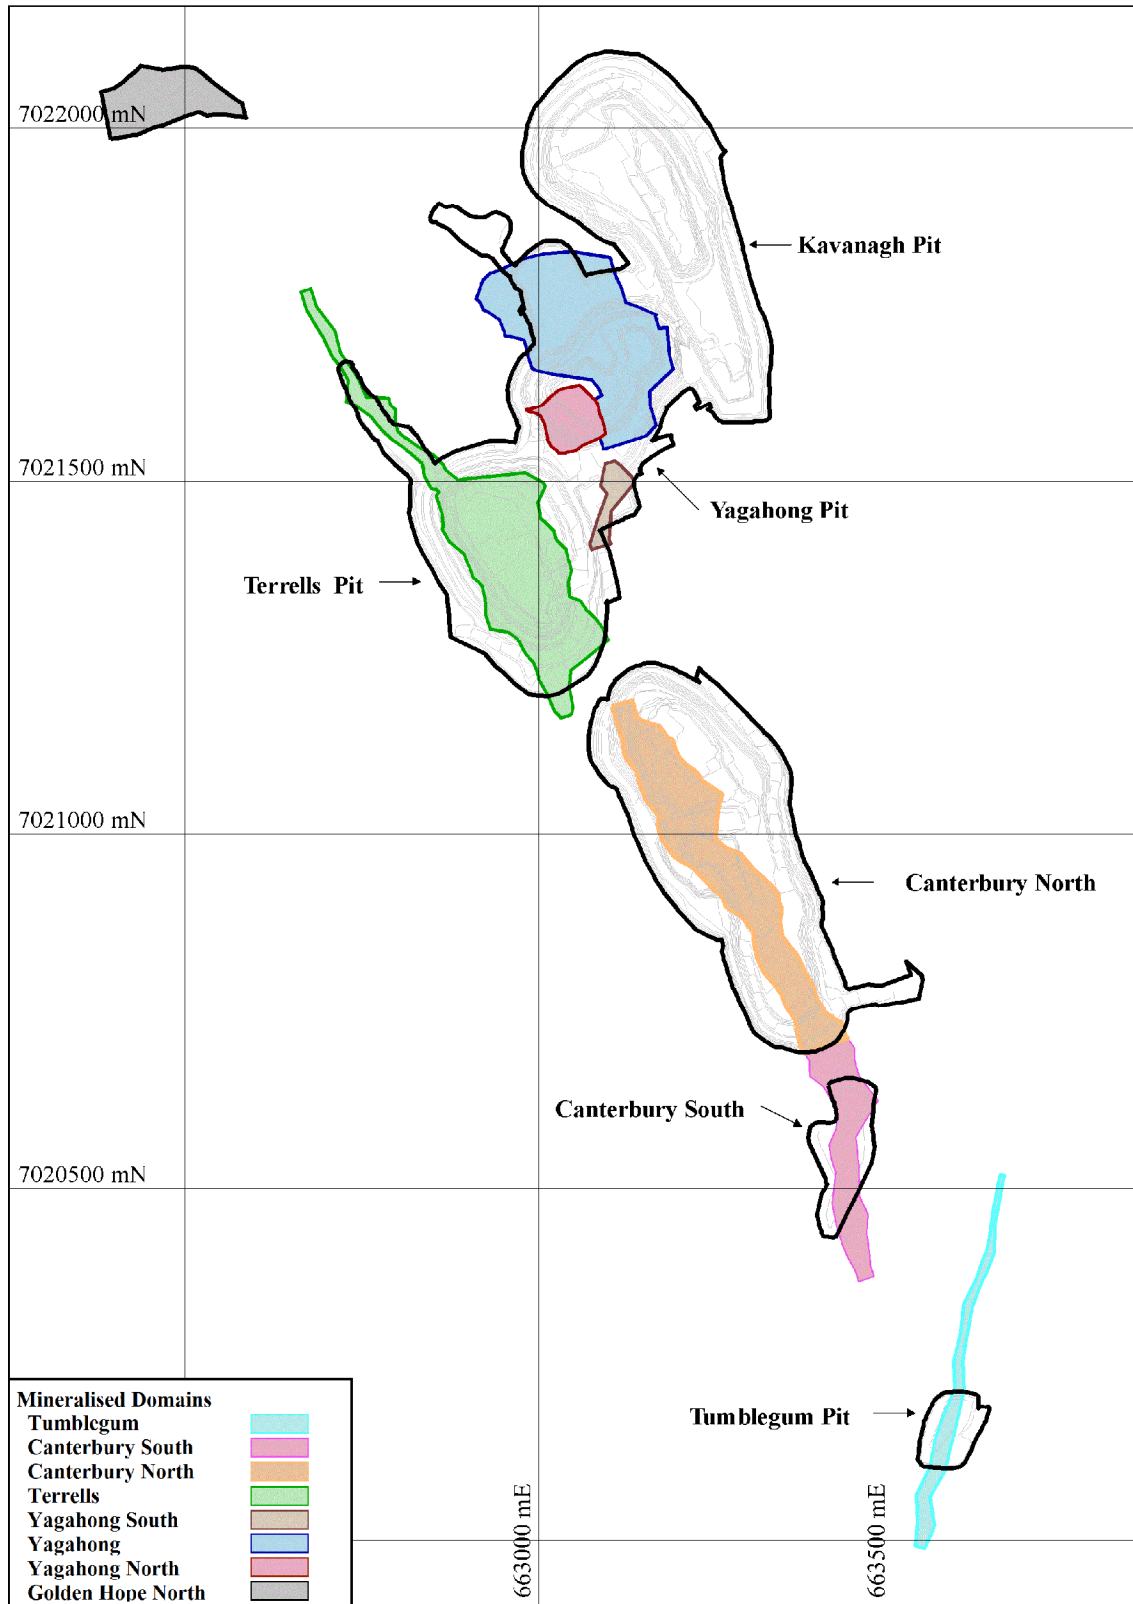 7022000 mN
Kavanagh Pit
7021500 mN
Yagahong Pit
Terrells Pit
7021000 mN
Canterbury North
Canterbury South
7020500 mN
Tumblegum Pit
663000 mE
663500 mE
Mineralised Domains
Tumblegum
Canterbury South
Canterbury North
Terrells
Yagahong South
Yagahong
Yagahong North
Golden Hope North